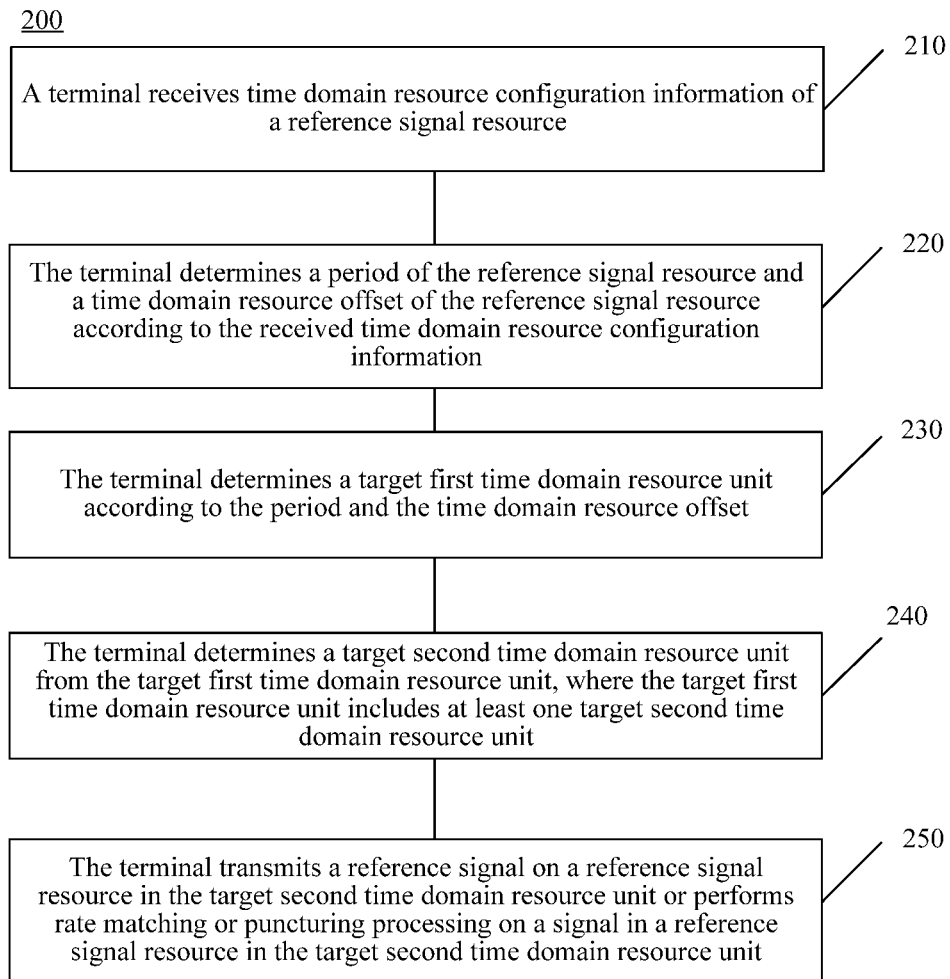 200
210
A terminal receives time domain resource configuration information of
a reference signal resource
220
The terminal determines a period of the reference signal resource and
a time domain resource offset of the reference signal resource
according to the received time domain resource configuration
information
230
The terminal determines a target first time domain resource unit
according to the period and the time domain resource offset
240
The terminal determines a target second time domain resource unit
from the target first time domain resource unit, where the target first
time domain resource unit includes at least one target second time
domain resource unit
250
The terminal transmits a reference signal on a reference signal
resource in the target second time domain resource unit or performs
rate matching or puncturing processing on a signal in a reference
signal resource in the target second time domain resource unit